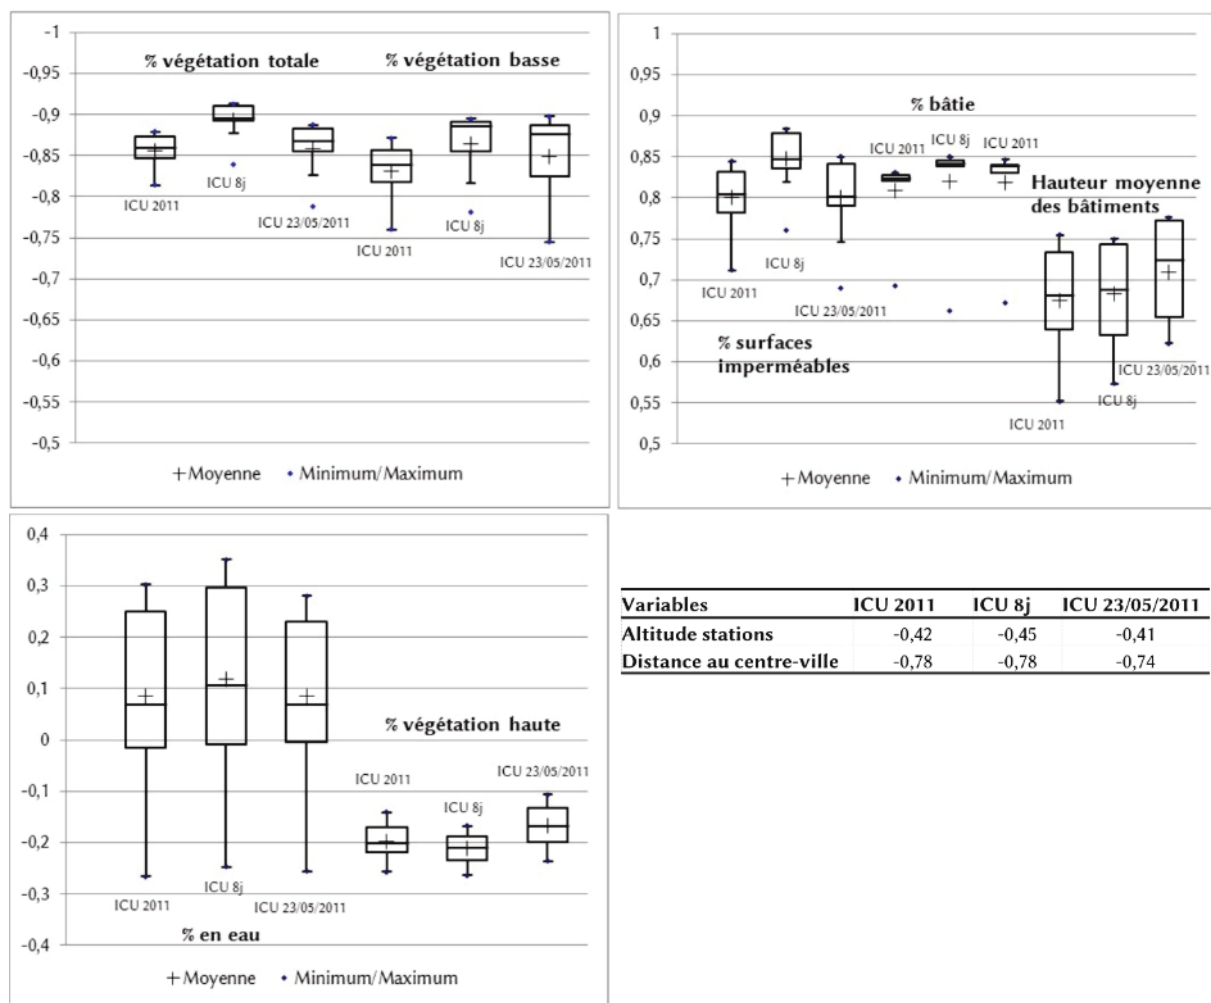 -1
-0,95
-0,9
-0,85
-0,8
-0,75
-0,7
-0,65
-0,6
-0,55
-0,5
% végétation totale
% végétation basse
ICU 2011
ICU 8j
ICU 23/05/2011
ICU 2011
ICU 8j
ICU 23/05/2011
Moyenne
Minimum/Maximum
1
0,95
0,9
0,85
0,8
0,75
0,7
0,65
0,6
0,55
0,5
% bâtie
ICU 2011
ICU 8j
ICU 2011
Hauteur moyenne
des bâtiments
ICU 2011
ICU 8j
ICU 23/05/2011
% surfaces
imperméables
ICU 2011
ICU 8j
ICU 23/05/2011
Moyenne
Minimum/Maximum
0,4
0,3
0,2
0,1
0
-0,1
-0,2
-0,3
-0,4
% végétation haute
ICU 2011
ICU 8j
ICU 23/05/2011
ICU 2011
ICU 8j
ICU 23/05/2011
% en eau
Moyenne
Minimum/Maximum
Variables ICU 2011 ICU 8j ICU 23/05/2011
Altitude stations -0,42 -0,45 -0,41
Distance au centre-ville -0,78 -0,78 -0,74